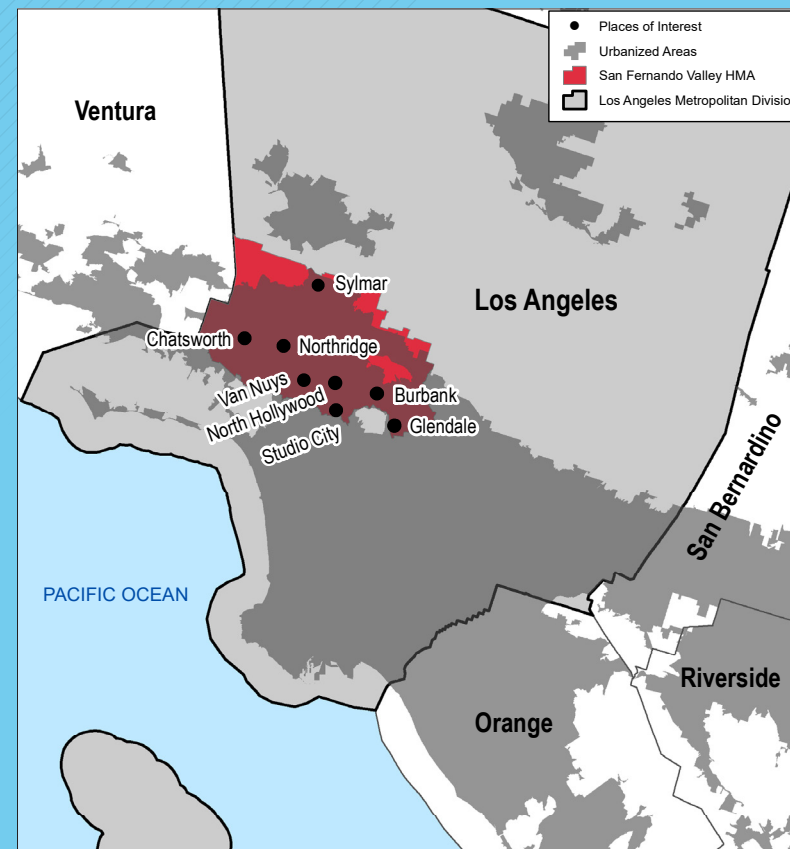 Places of Interest
Urbanized Areas
San Fernando Valley HMA
Los Angeles Metropolitan Divisio
Ventura
Sylmar
Los Angeles
Chatsworth
Northridge
Van Nuys
Burbank
North Hollywood
Glendale
Studio City
San Bernardino
PACIFIC OCEAN
Riverside
Orange